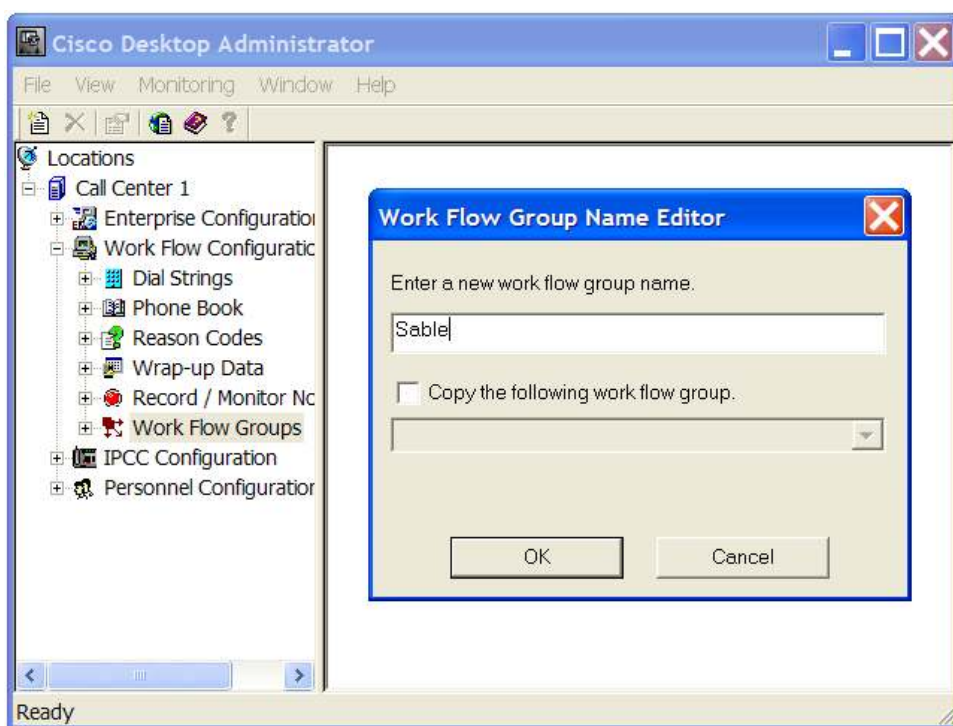 Cisco Desktop Administrator
File View Monitoring Window Help
Locations
Call Center 1
Enterprise Configuration
Work Flow Configuratic
Dial Strings
Phone Book
Reason Codes
Wrap-up Data
Record / Monitor Nc
Work Flow Groups
IPCC Configuration
Personnel Configuration
Work Flow Group Name Editor
Enter a new work flow group name.
Sable
Copy the following work flow group.
OK Cancel
Ready